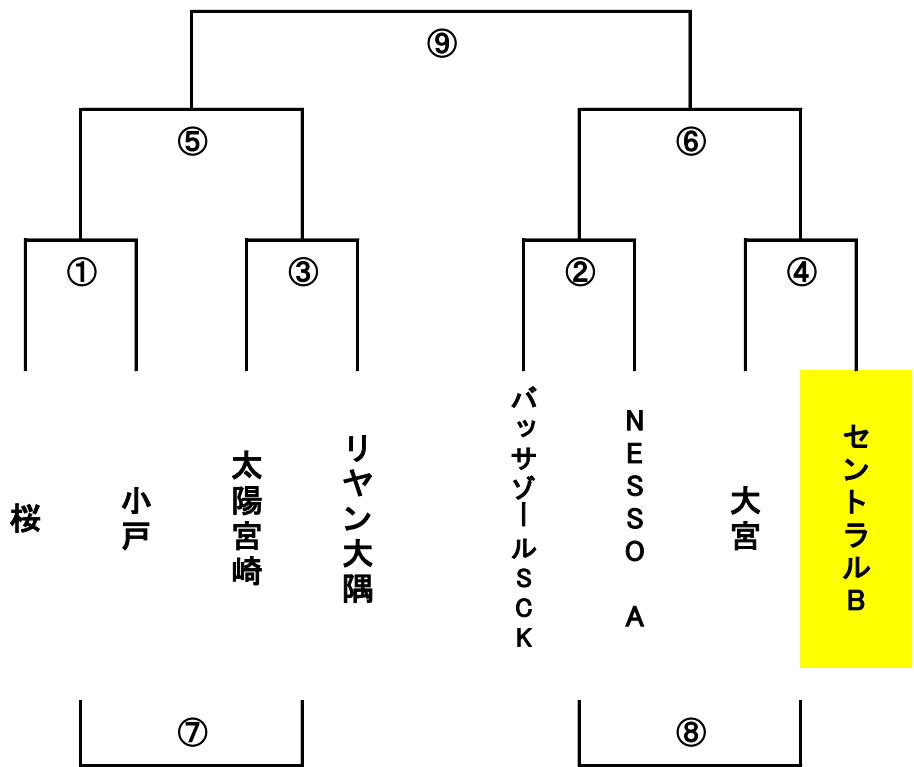 ⑨
⑤
⑥
①
③
②
④
桜
小戸
太陽宮崎
リヤン大隅
バッサゾールSCK
NESSO A
大宮
セントラルB
⑦
⑧